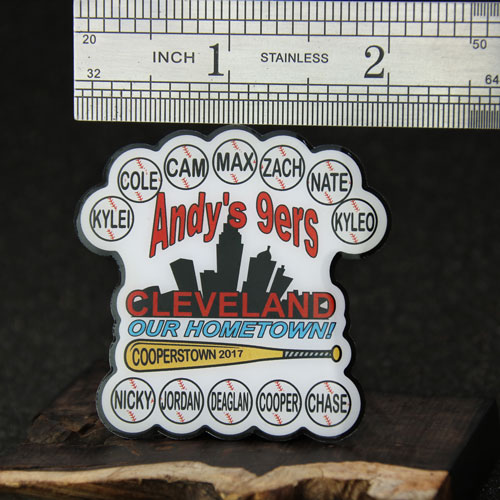 20 INCH 1 STAINLESS 2 50
32 64
KYLEI COLE CAM MAX ZACH NATE KYLEO
Andy's 9ers
CLEVELAND
OUR HOMETOWN!
COOPERSTOWN 2017
NICKY JORDAN DEAGLAN COOPER CHASE